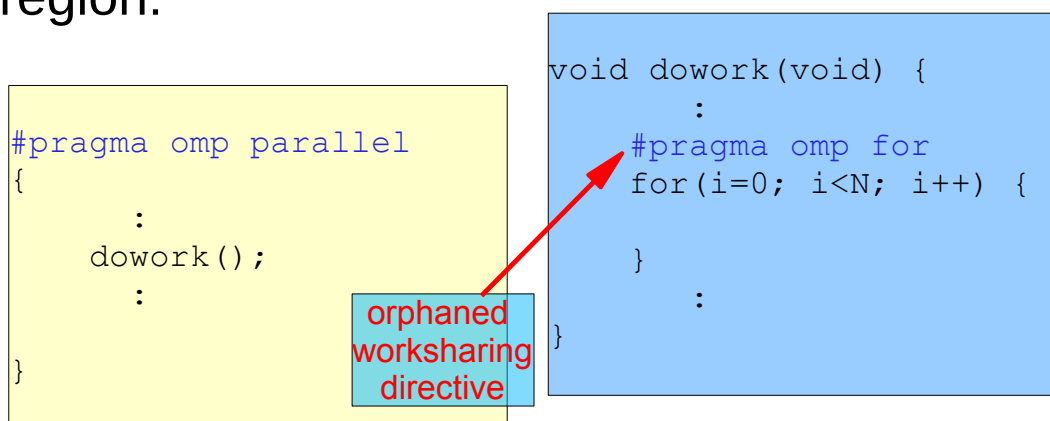 region.
#pragma omp parallel
{
:
dowork();
:
}
void dowork(void) {
:
#pragma omp for
for(i=0; i<N; i++) {
}
:
}
orphaned
worksharing
directive